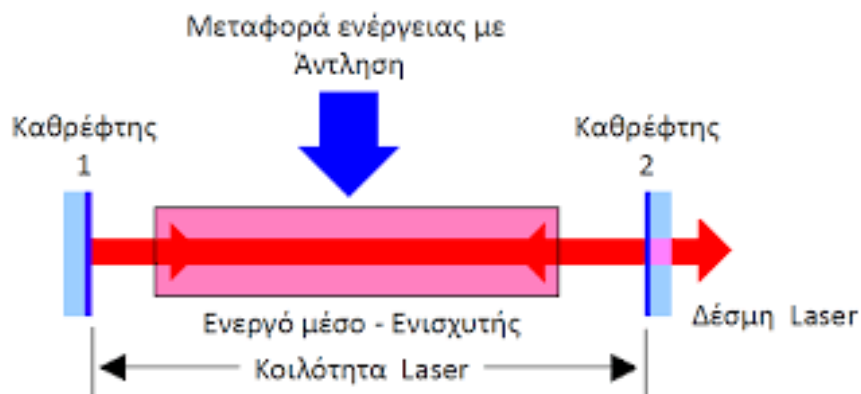 Μεταφορά ενέργειας με
Άντληση
Καθρέφτης
1
Καθρέφτης
2
Ενεργό μέσο - Ενισχυτής
Δέσμη Laser
Κοιλότητα Laser